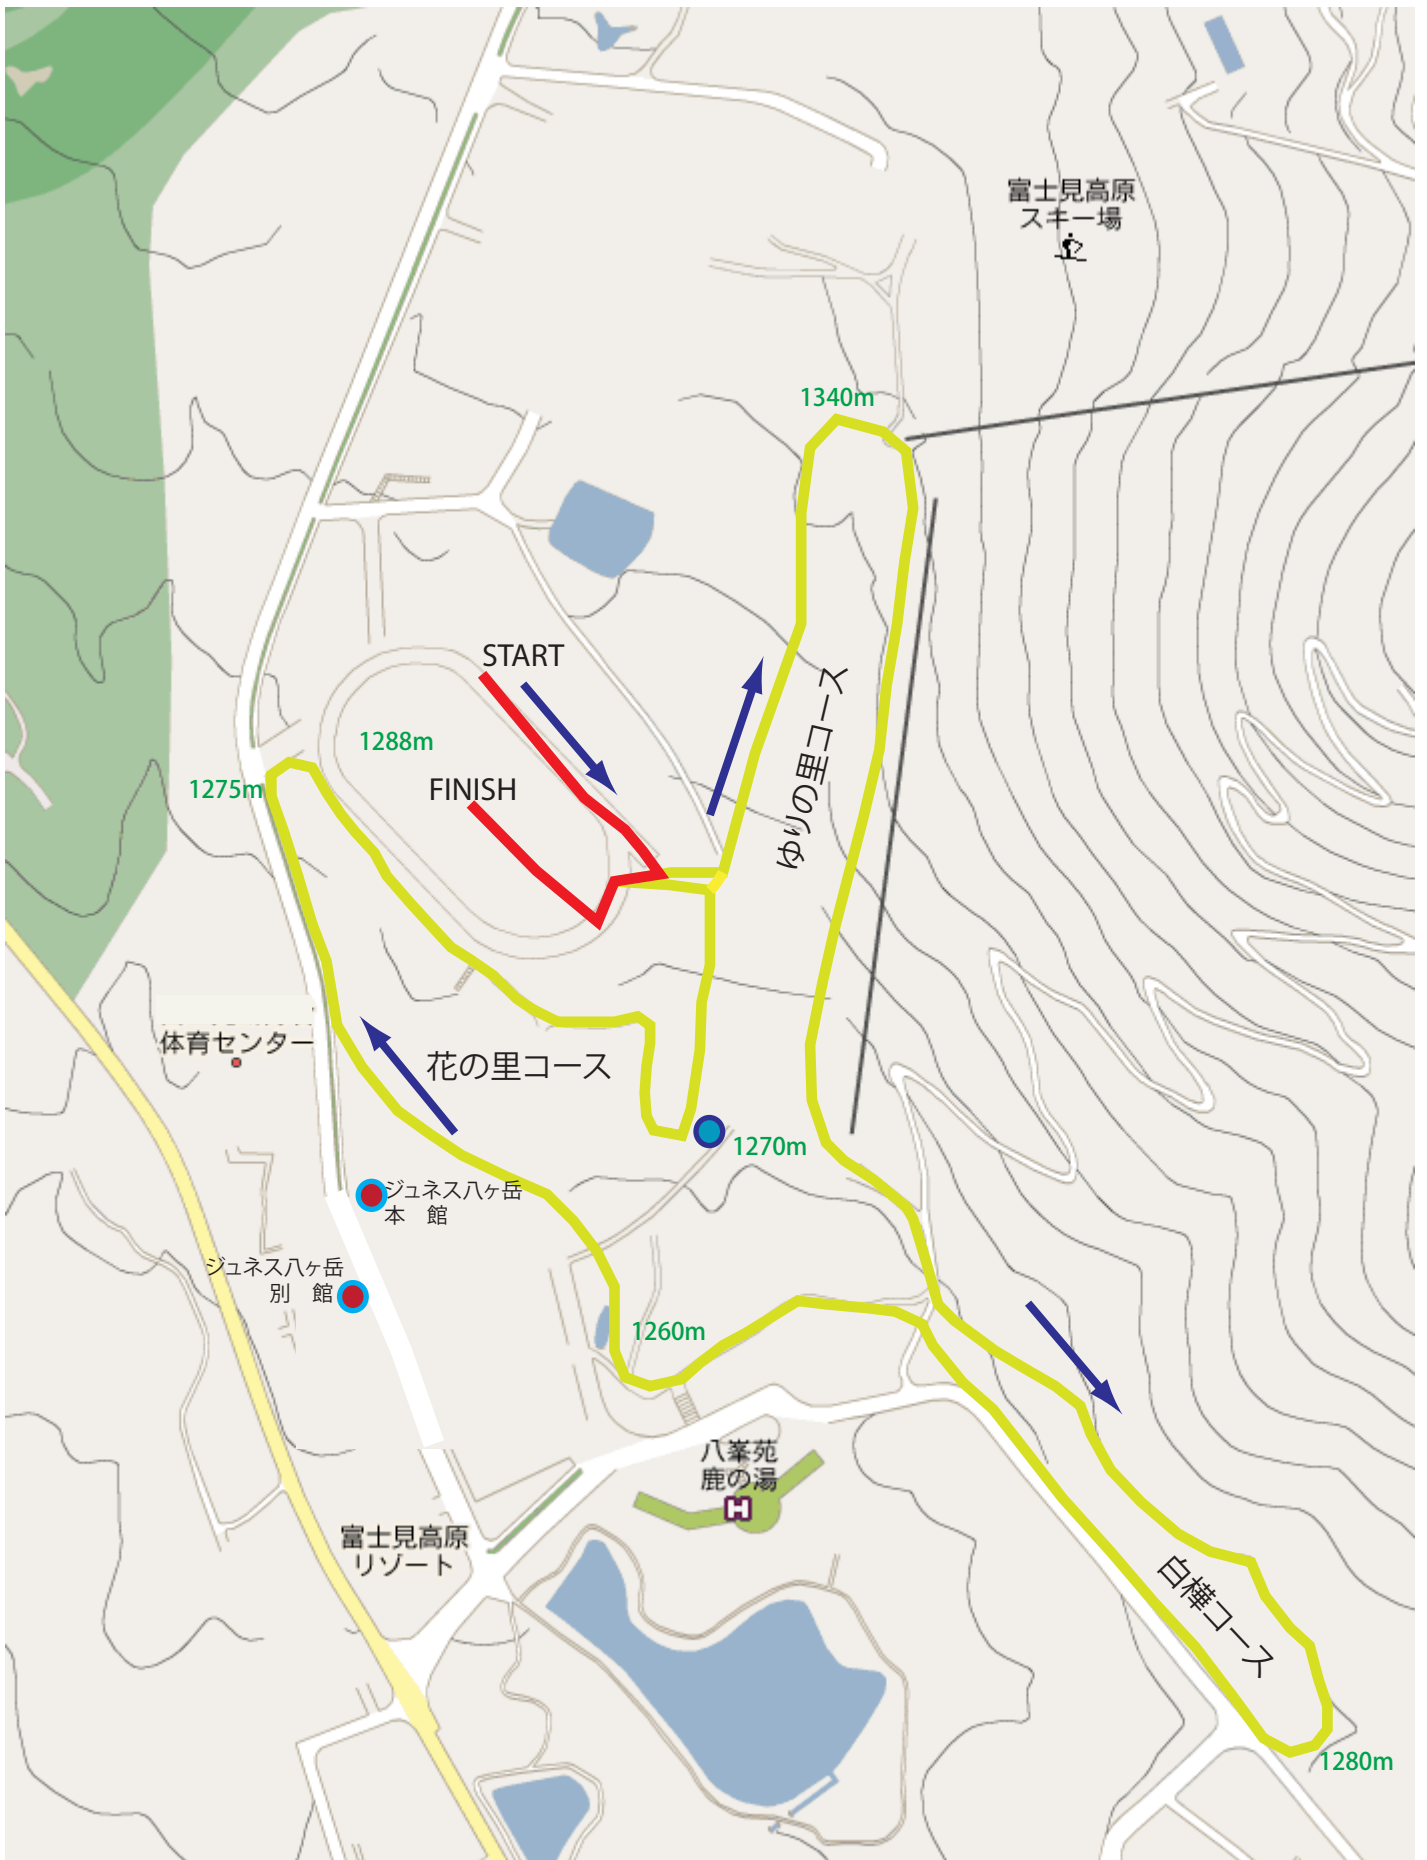 富士見高原
スキー場
1340m
START
1288m
1275m
FINISH
ゆりの里コース
体育センター
花の里コース
1270m
ジュネス八ヶ岳
本 館
ジュネス八ヶ岳
別 館
1260m
八峯苑
鹿の湯
H
富士見高原
リゾート
白樺コース
1280m